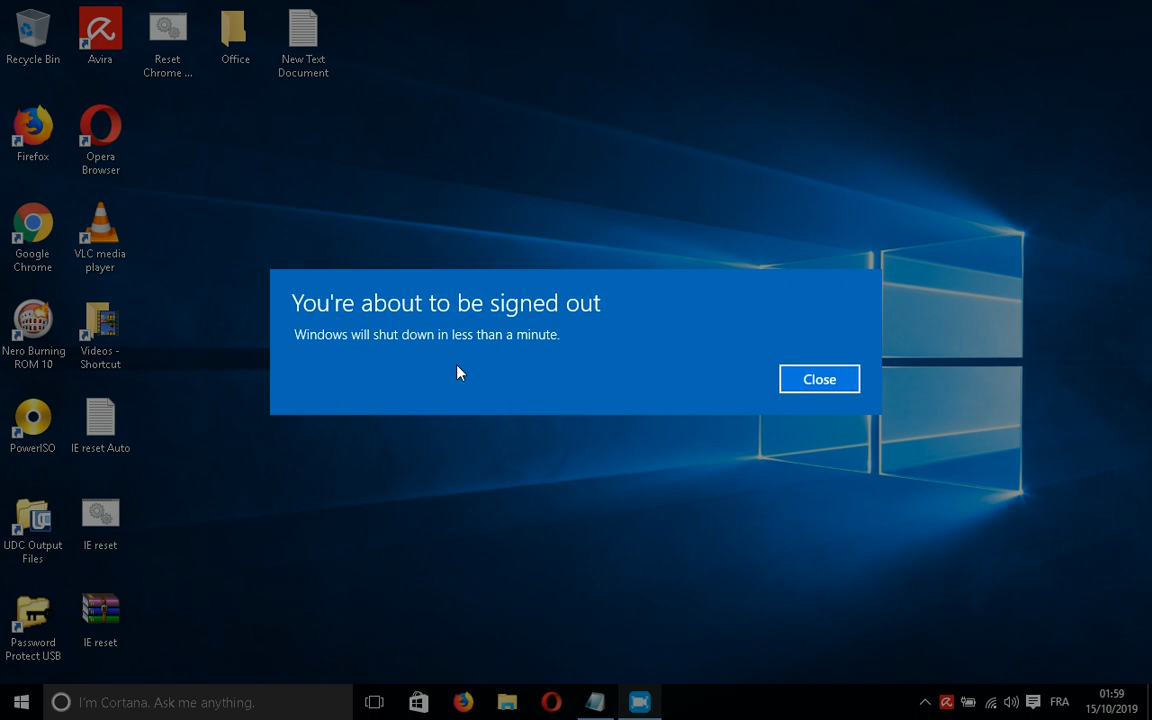 Recycle Bin
Avira
Reset
Chrome ...
Office
New Text
Document
Firefox
Opera
Browser
Google
Chrome
VLC media
player
Nero Burning
ROM 10
Videos -
Shortcut
PowerISO
IE reset Auto
UDC Output
Files
IE reset
Password
Protect USB
IE reset
You're about to be signed out
Windows will shut down in less than a minute.
Close
I'm Cortana. Ask me anything.
FRA
01:59
15/10/2019